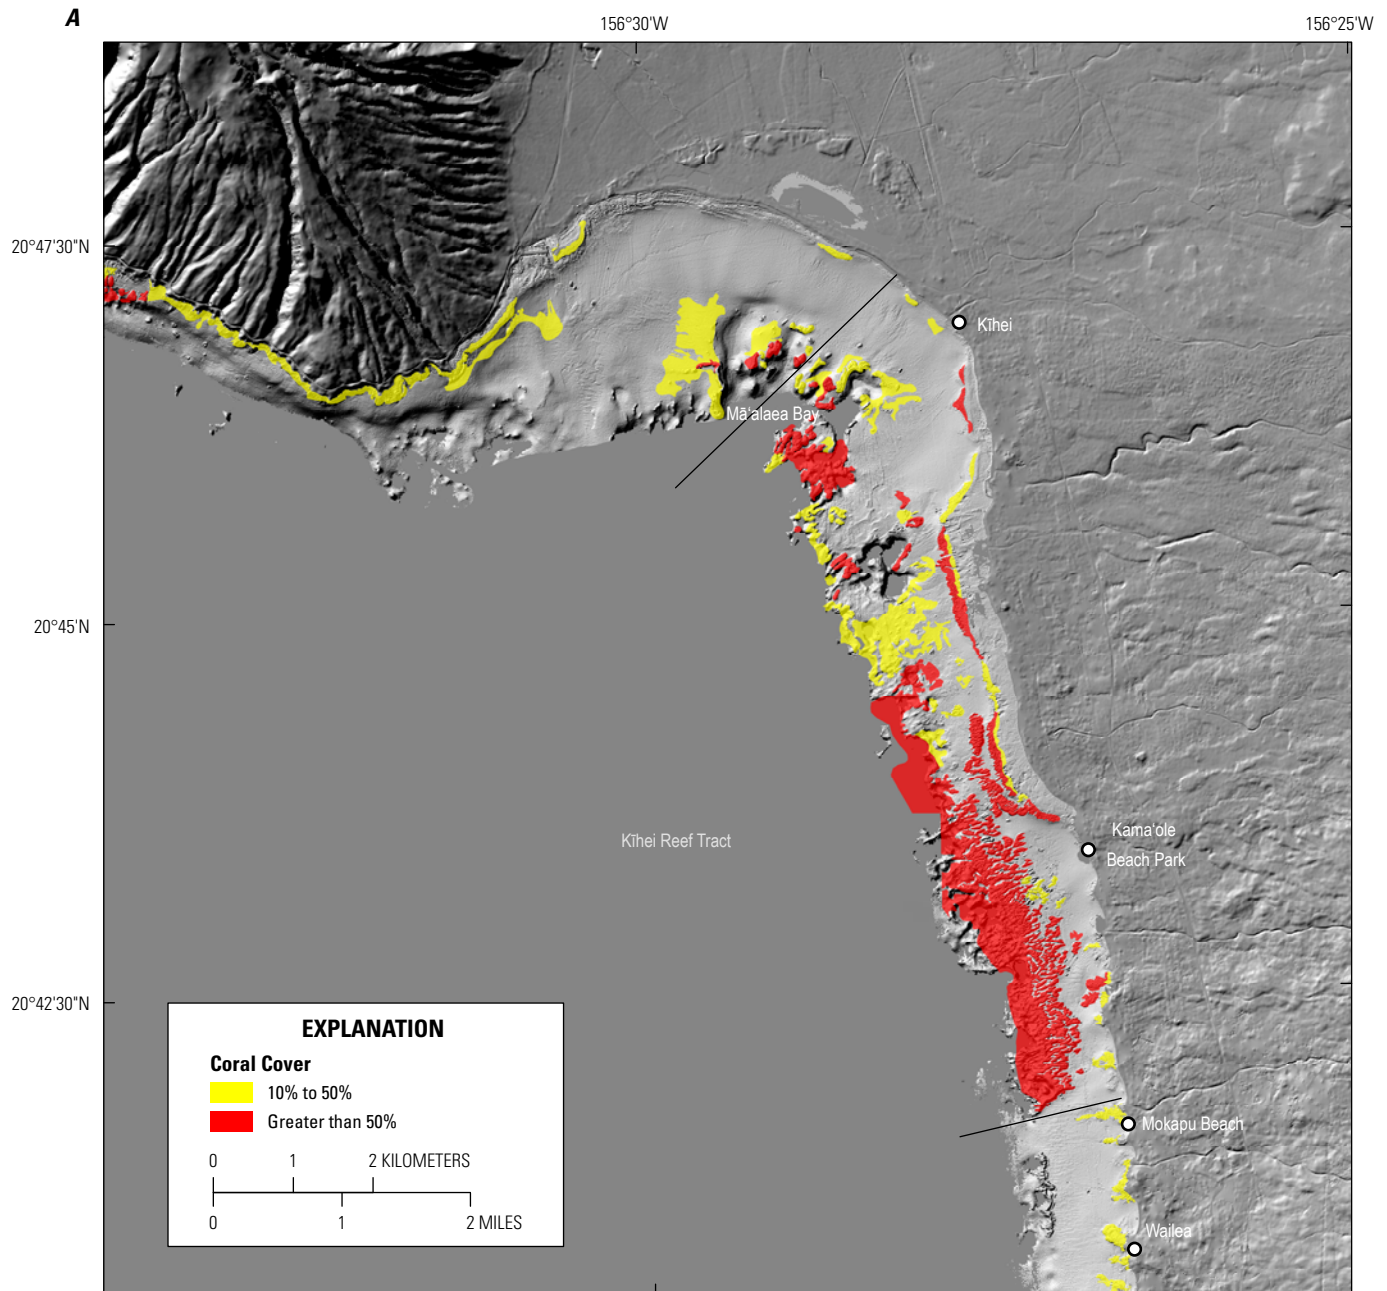 A
156°30'W
156°25'W
20°47'30"N
Kīhei
Mā‘alaea Bay
20°45'N
Kīhei Reef Tract
Kama‘ole
Beach Park
20°42'30"N
EXPLANATION
Coral Cover
10% to 50%
Greater than 50%
0 1 2 KILOMETERS
0 1 2 MILES
Mokapu Beach
Wailea